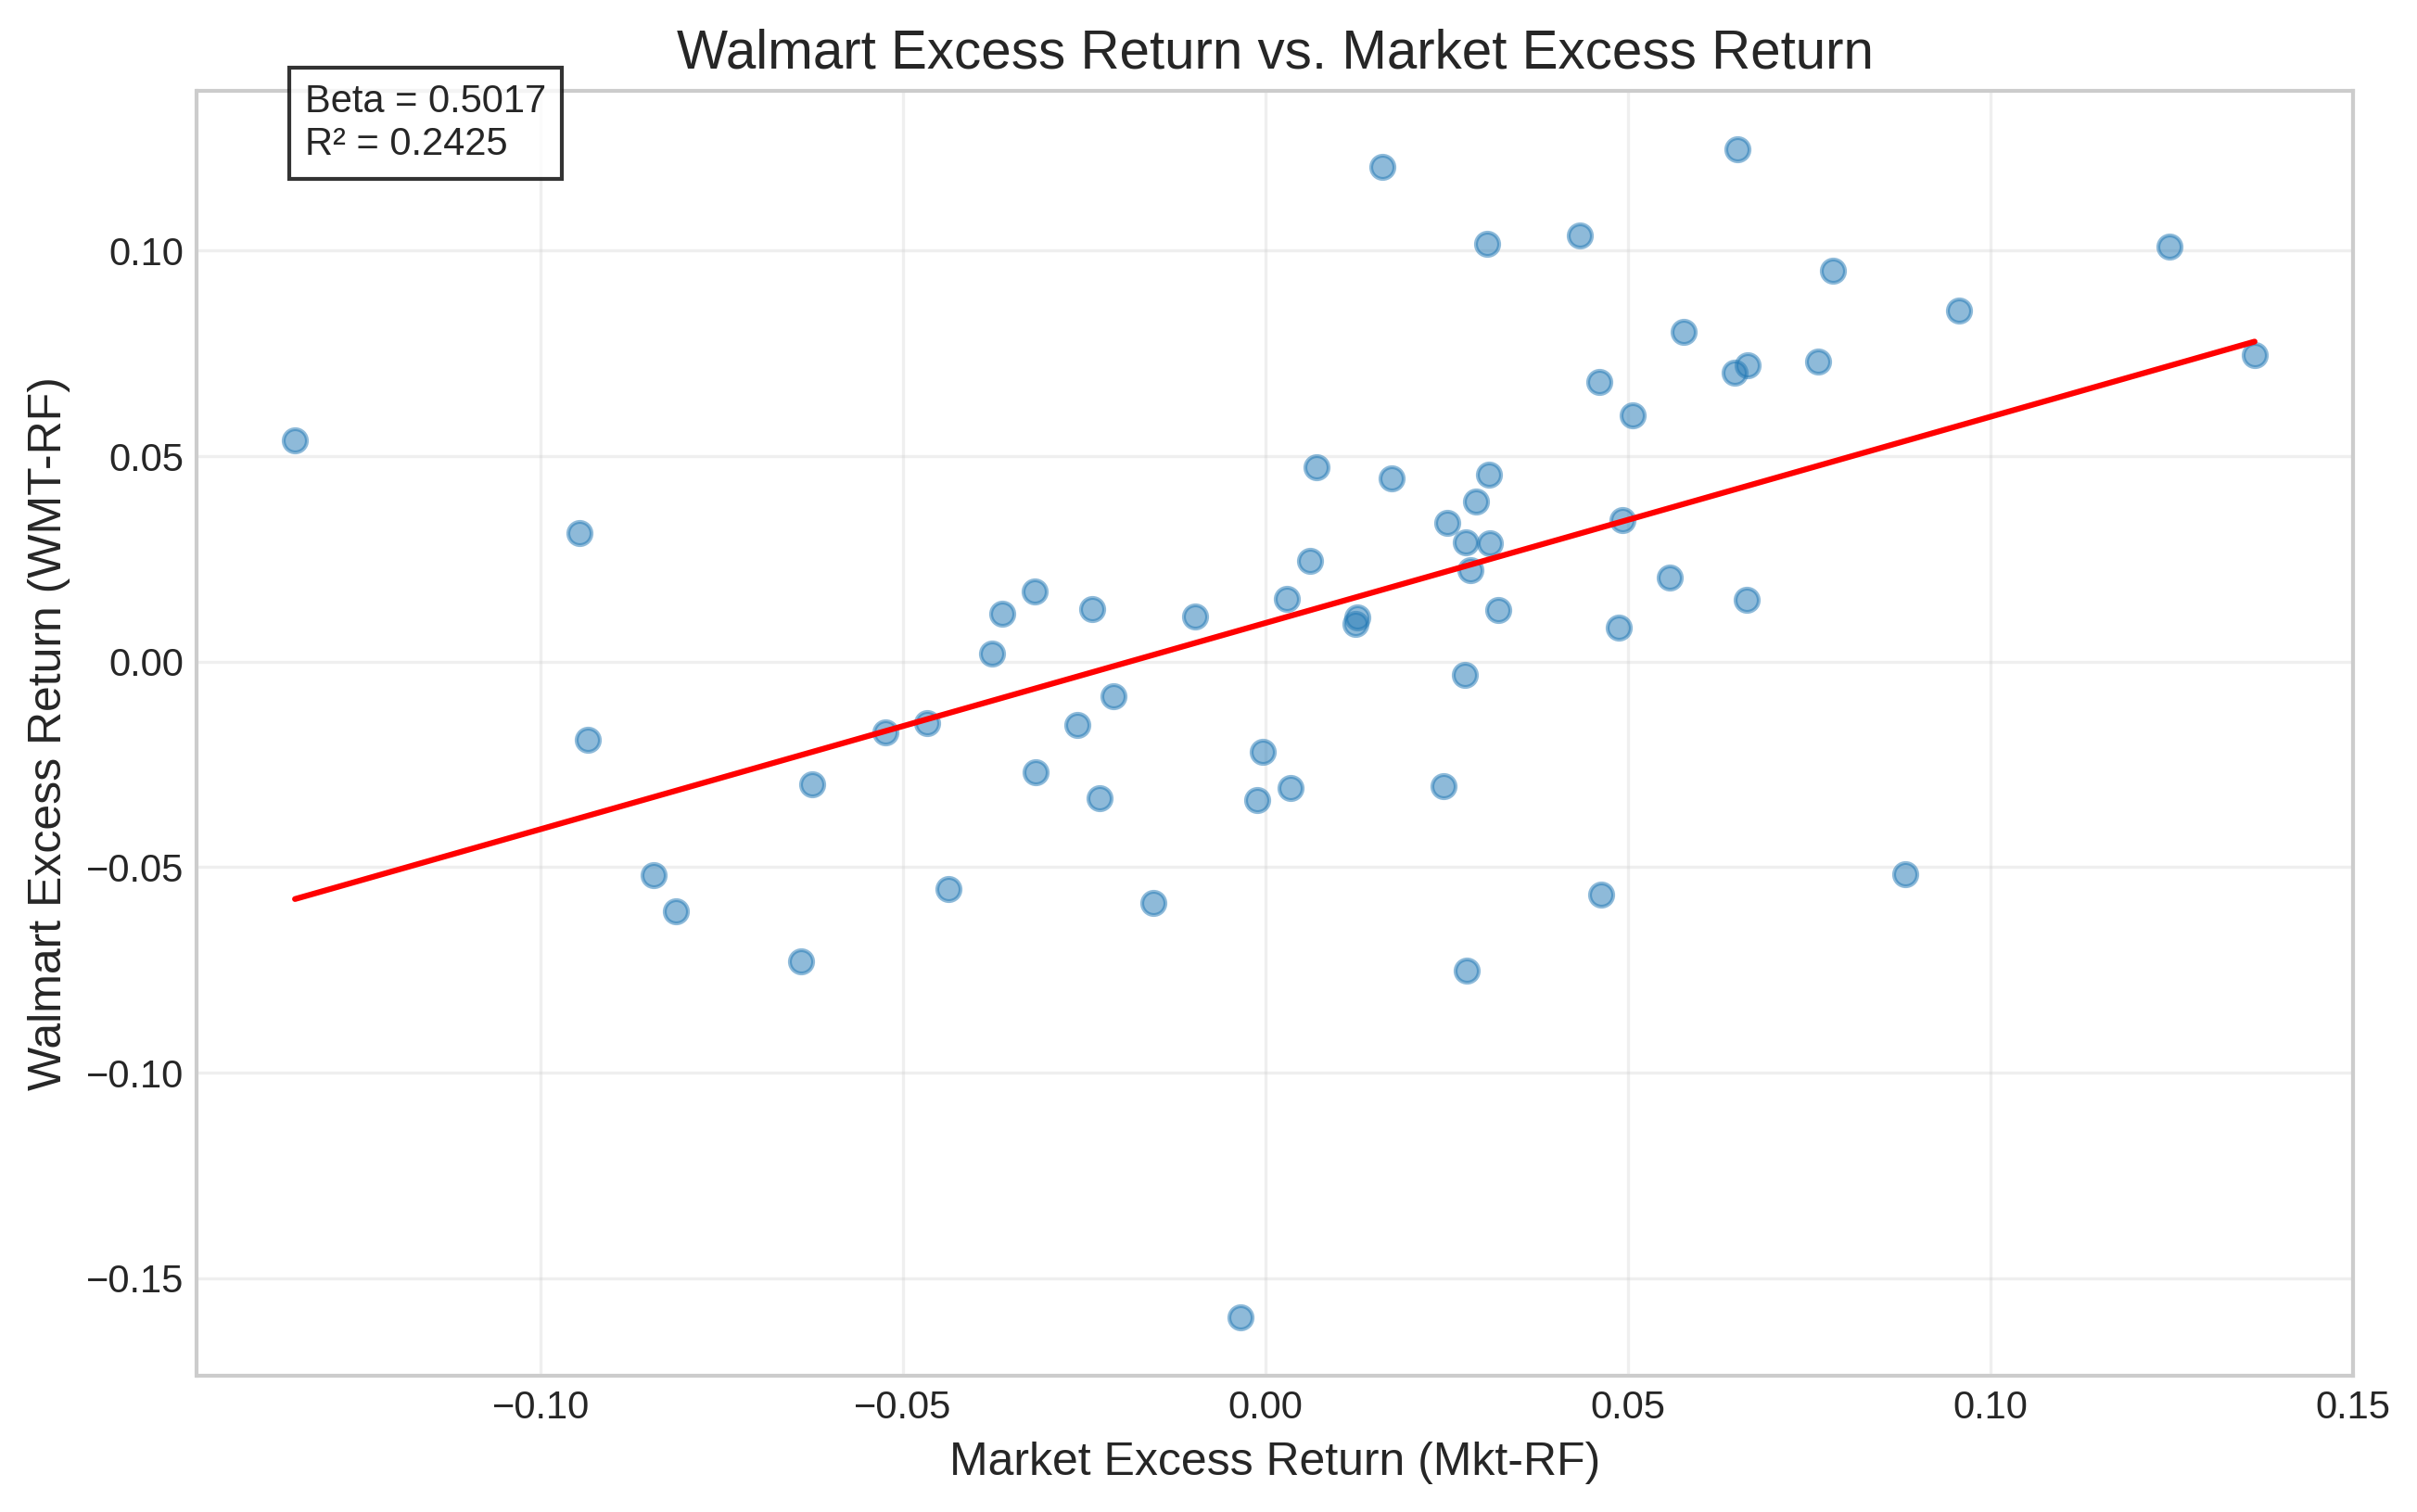 Walmart Excess Return vs. Market Excess Return
Beta = 0.5017
R² = 0.2425
Walmart Excess Return (WMT-RF)
0.10
0.05
0.00
−0.05
−0.10
−0.15
−0.10
−0.05
0.00
0.05
0.10
0.15
Market Excess Return (Mkt-RF)